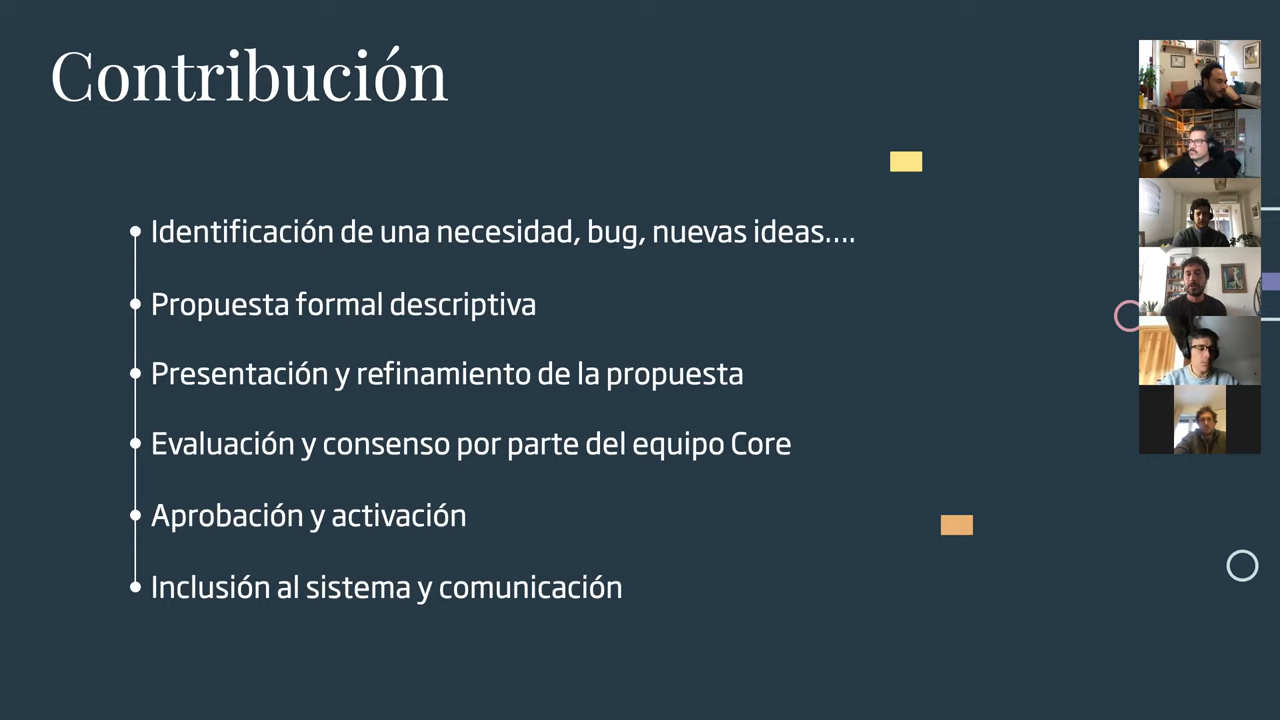 Contribución
Identificación de una necesidad, bug, nuevas ideas....
Propuesta formal descriptiva
Presentación y refinamiento de la propuesta
Evaluación y consenso por parte del equipo Core
Aprobación y activación
Inclusión al sistema y comunicación